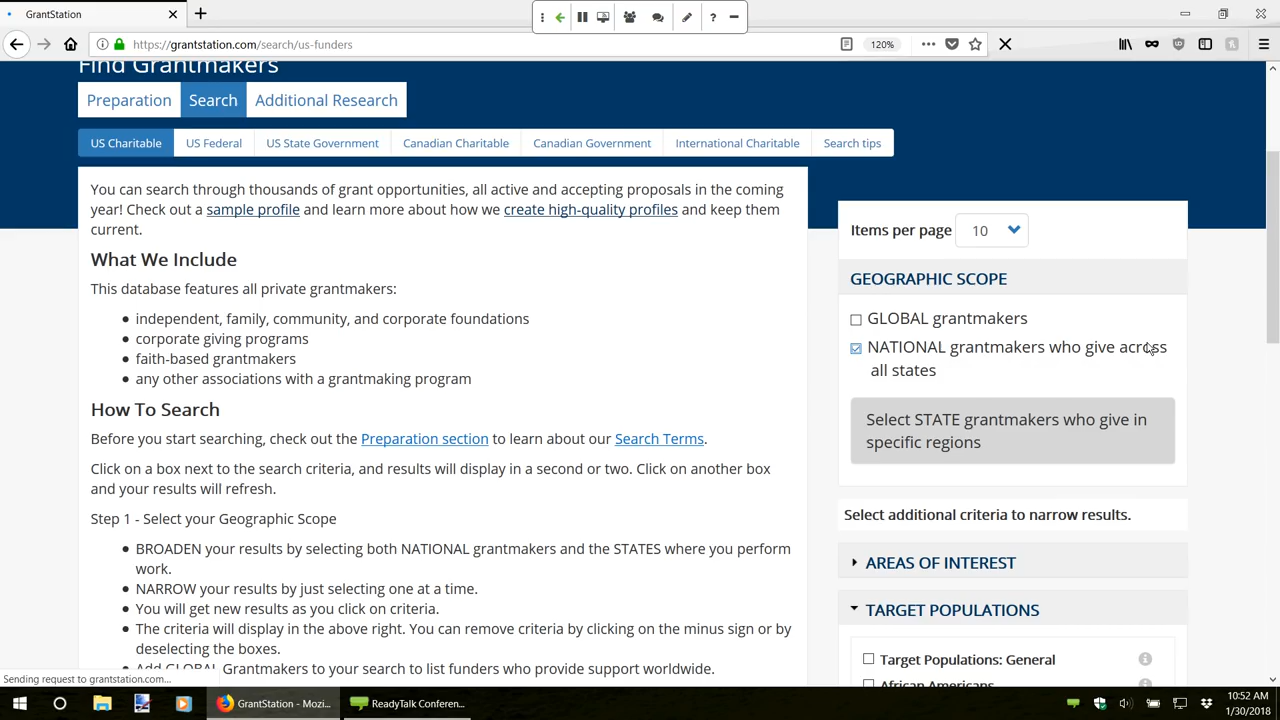 GrantStation
https://grantstation.com/search/us-funders
120%
Find Grantmakers
Preparation
Search
Additional Research
US Charitable
US Federal
US State Government
Canadian Charitable
Canadian Government
International Charitable
Search tips
You can search through thousands of grant opportunities, all active and accepting proposals in the coming
year! Check out a sample profile and learn more about how we create high-quality profiles and keep them
current.
What We Include
This database features all private grantmakers:
independent, family, community, and corporate foundations
corporate giving programs
faith-based grantmakers
any other associations with a grantmaking program
How To Search
Before you start searching, check out the Preparation section to learn about our Search Terms.
Click on a box next to the search criteria, and results will display in a second or two. Click on another box
and your results will refresh.
Step 1 - Select your Geographic Scope
BROADEN your results by selecting both NATIONAL grantmakers and the STATES where you perform
work.
NARROW your results by just selecting one at a time.
You will get new results as you click on criteria.
The criteria will display in the above right. You can remove criteria by clicking on the minus sign or by
deselecting the boxes.
Add GLOBAL Grantmakers to your search to list funders who provide support worldwide.
Items per page
10
GEOGRAPHIC SCOPE
GLOBAL grantmakers
NATIONAL grantmakers who give across
all states
Select STATE grantmakers who give in
specific regions
Select additional criteria to narrow results.
AREAS OF INTEREST
TARGET POPULATIONS
Target Populations: General
African Americans
Sending request to grantstation.com...
GrantStation - Mozi...
ReadyTalk Conferen...
10:52 AM
1/30/2018